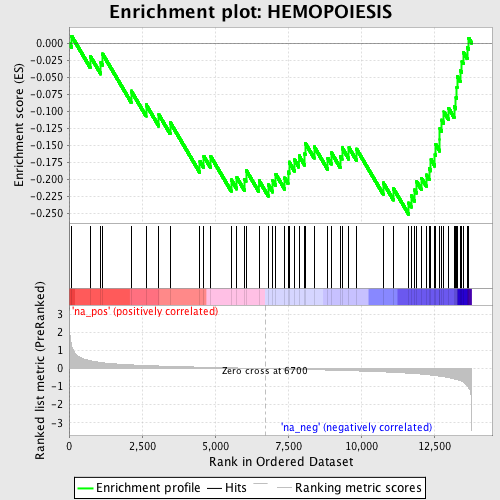 Enrichment plot: HEMOPOIESIS
Enrichment score (ES)
0.000
-0.025
-0.050
-0.075
-0.100
-0.125
-0.150
-0.175
-0.200
-0.225
-0.250
'na_pos' (positively correlated)
Ranked list metric (PreRanked)
3
2
1
0
-1
-2
-3
Zero cross at 6700
'na_neg' (negatively correlated)
0
2,500
5,000
7,500
10,000
12,500
Rank in Ordered Dataset
Enrichment profile
Hits
Ranking metric scores